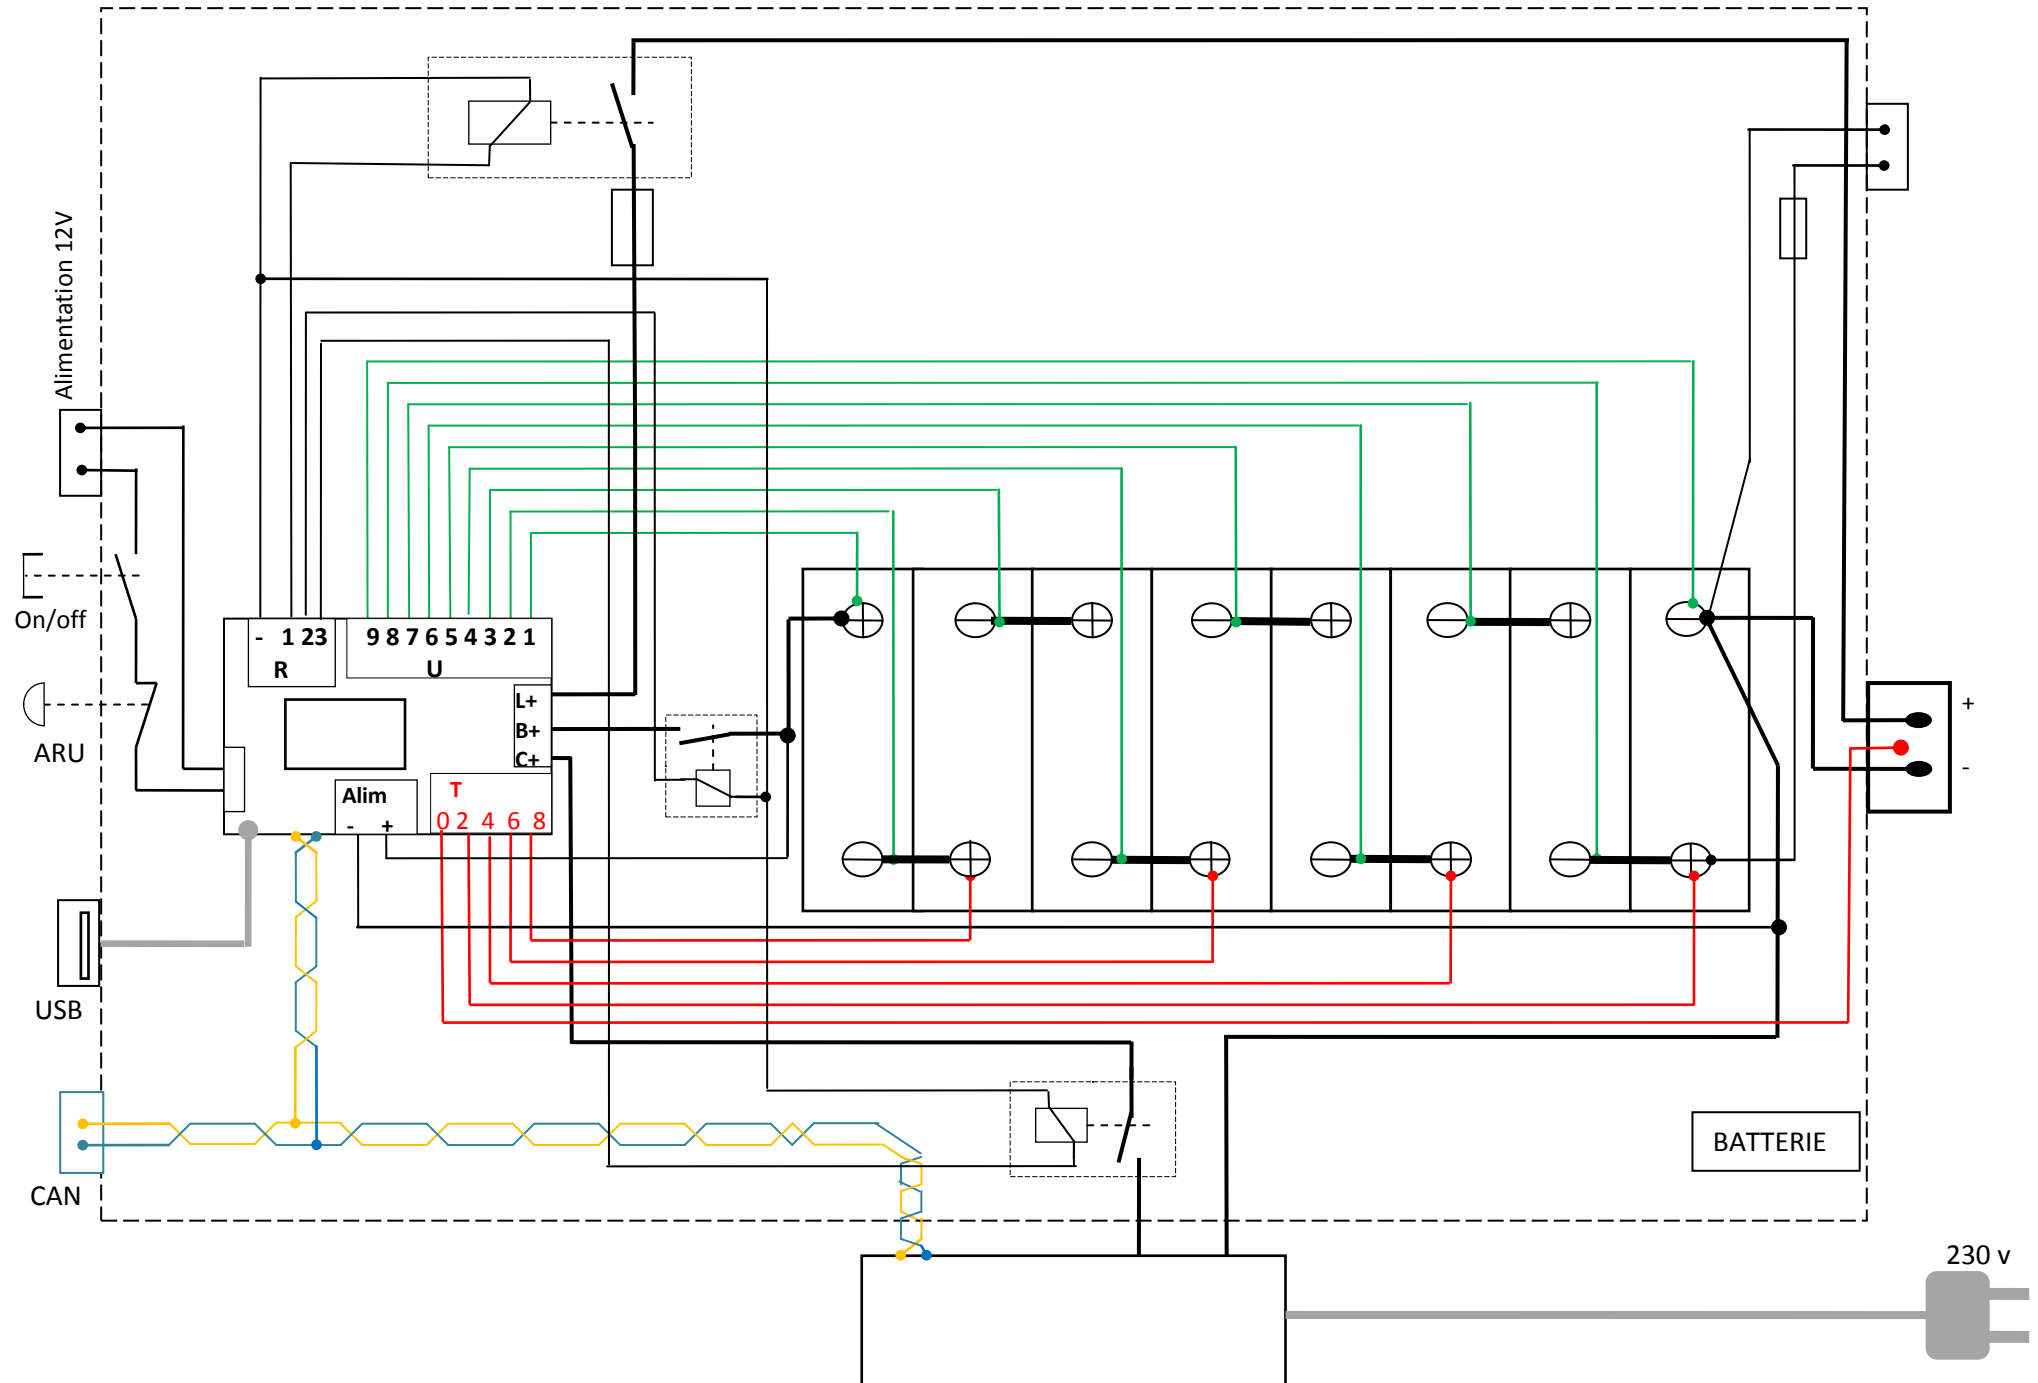 Alimentation 12V
On/off
- 1 23
R
9 8 7 6 5 4 3 2 1
U
L+
B+
C+
ARU
Alim
- +
T
0 2 4 6 8
+
-
USB
CAN
BATTERIE
230 v